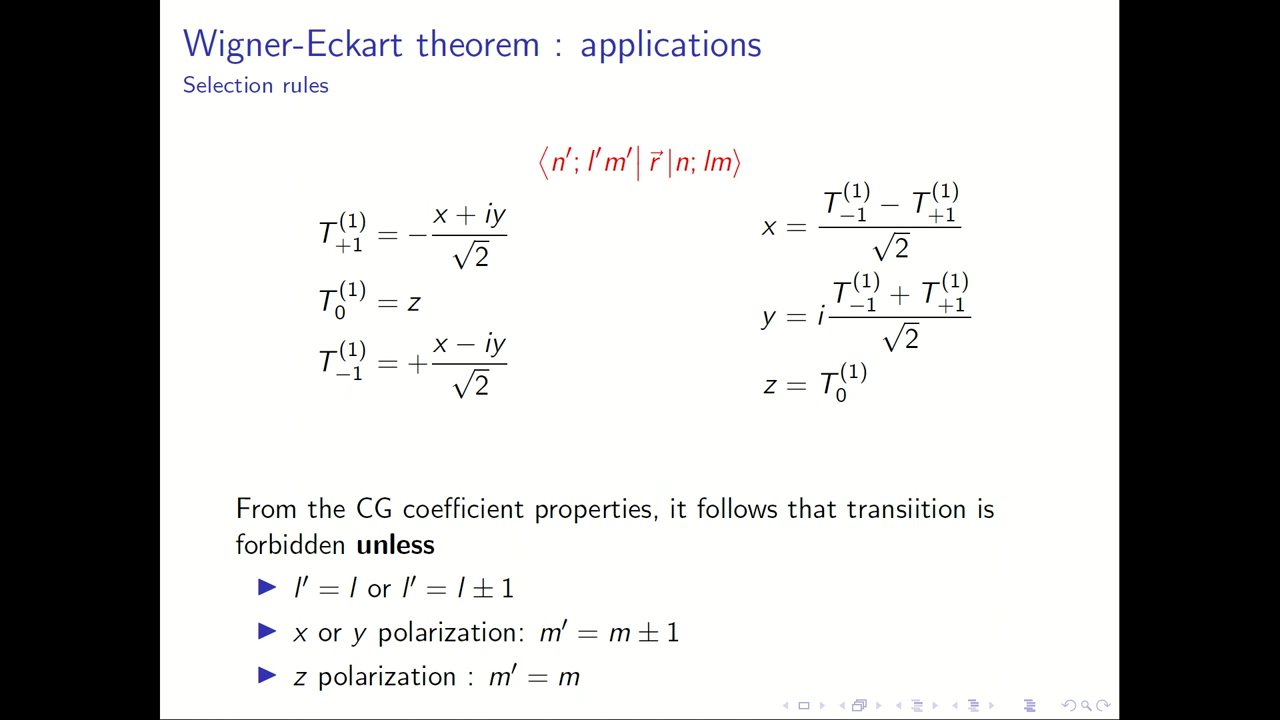 Wigner-Eckart theorem : applications
Selection rules
⟨n′; l′m′| r⃗ |n; lm⟩
T₊₁⁽¹⁾ = −(x + iy)/√2
T₀⁽¹⁾ = z
T₋₁⁽¹⁾ = +(x − iy)/√2
x = (T₋₁⁽¹⁾ − T₊₁⁽¹⁾)/√2
y = i(T₋₁⁽¹⁾ + T₊₁⁽¹⁾)/√2
z = T₀⁽¹⁾
From the CG coefficient properties, it follows that transiition is
forbidden unless
l′ = l or l′ = l ± 1
x or y polarization: m′ = m ± 1
z polarization : m′ = m